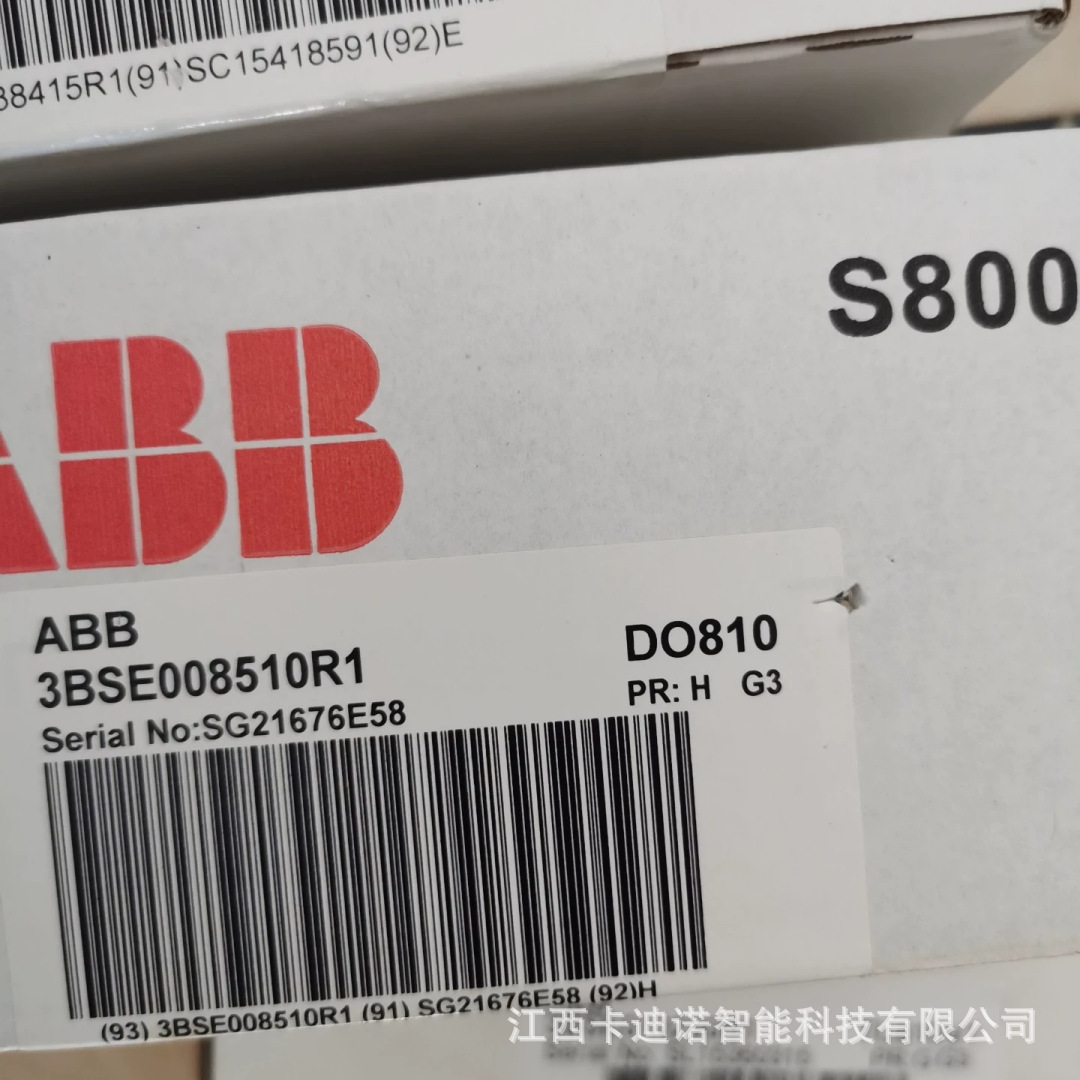 8415R1(91)SC15418591(92)E
S800
ABB
ABB
3BSE008510R1
DO810
PR: H G3
Serial No:SG21676E58
(93) 3BSE008510R1 (91) SG21676E58 (92)H
江西卡迪诺智能科技有限公司